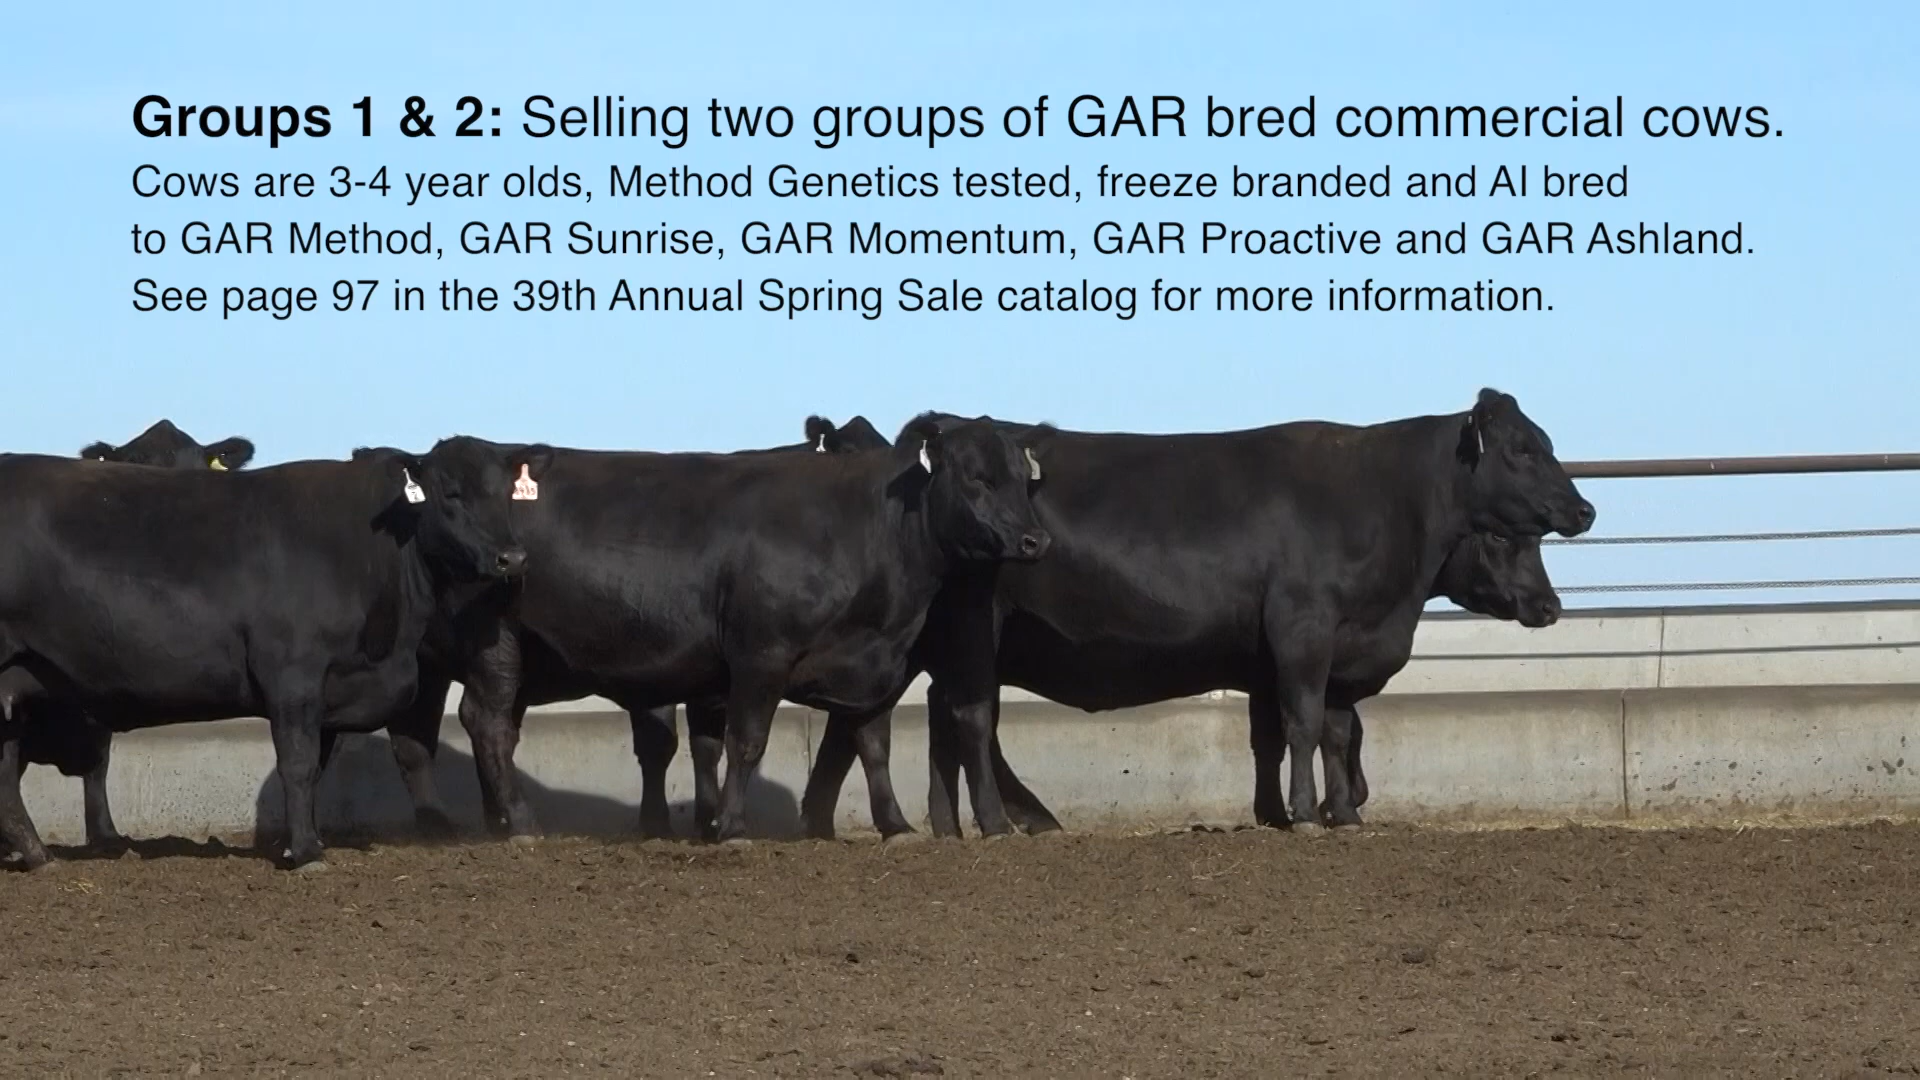 Groups 1 & 2: Selling two groups of GAR bred commercial cows.
Cows are 3-4 year olds, Method Genetics tested, freeze branded and AI bred
to GAR Method, GAR Sunrise, GAR Momentum, GAR Proactive and GAR Ashland.
See page 97 in the 39th Annual Spring Sale catalog for more information.